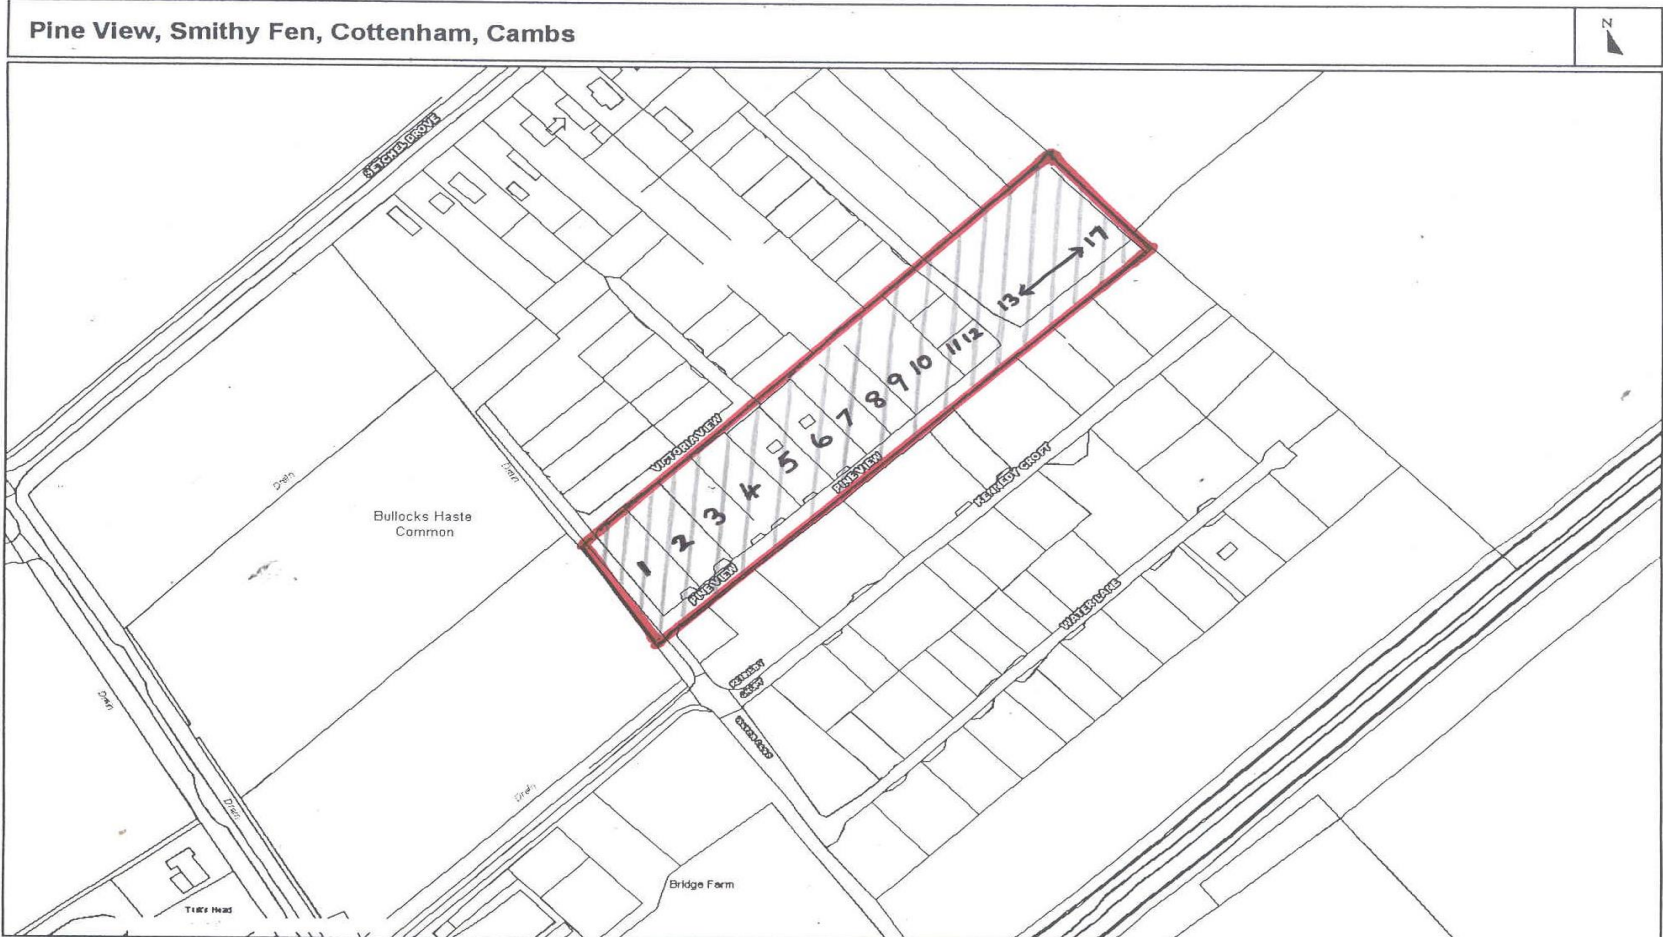 Pine View, Smithy Fen, Cottenham, Cambs
N
SETCHEL DROVE
17
13
11 12
10
9
8
7
6
5
4
3
2
1
VICTORIA VIEW
PINE VIEW
PINE VIEW
KENNEDY CROFT
WATER LANE
Drain
Drain
Bullocks Haste
Common
Drain
Drain
Drain
Bridge Farm